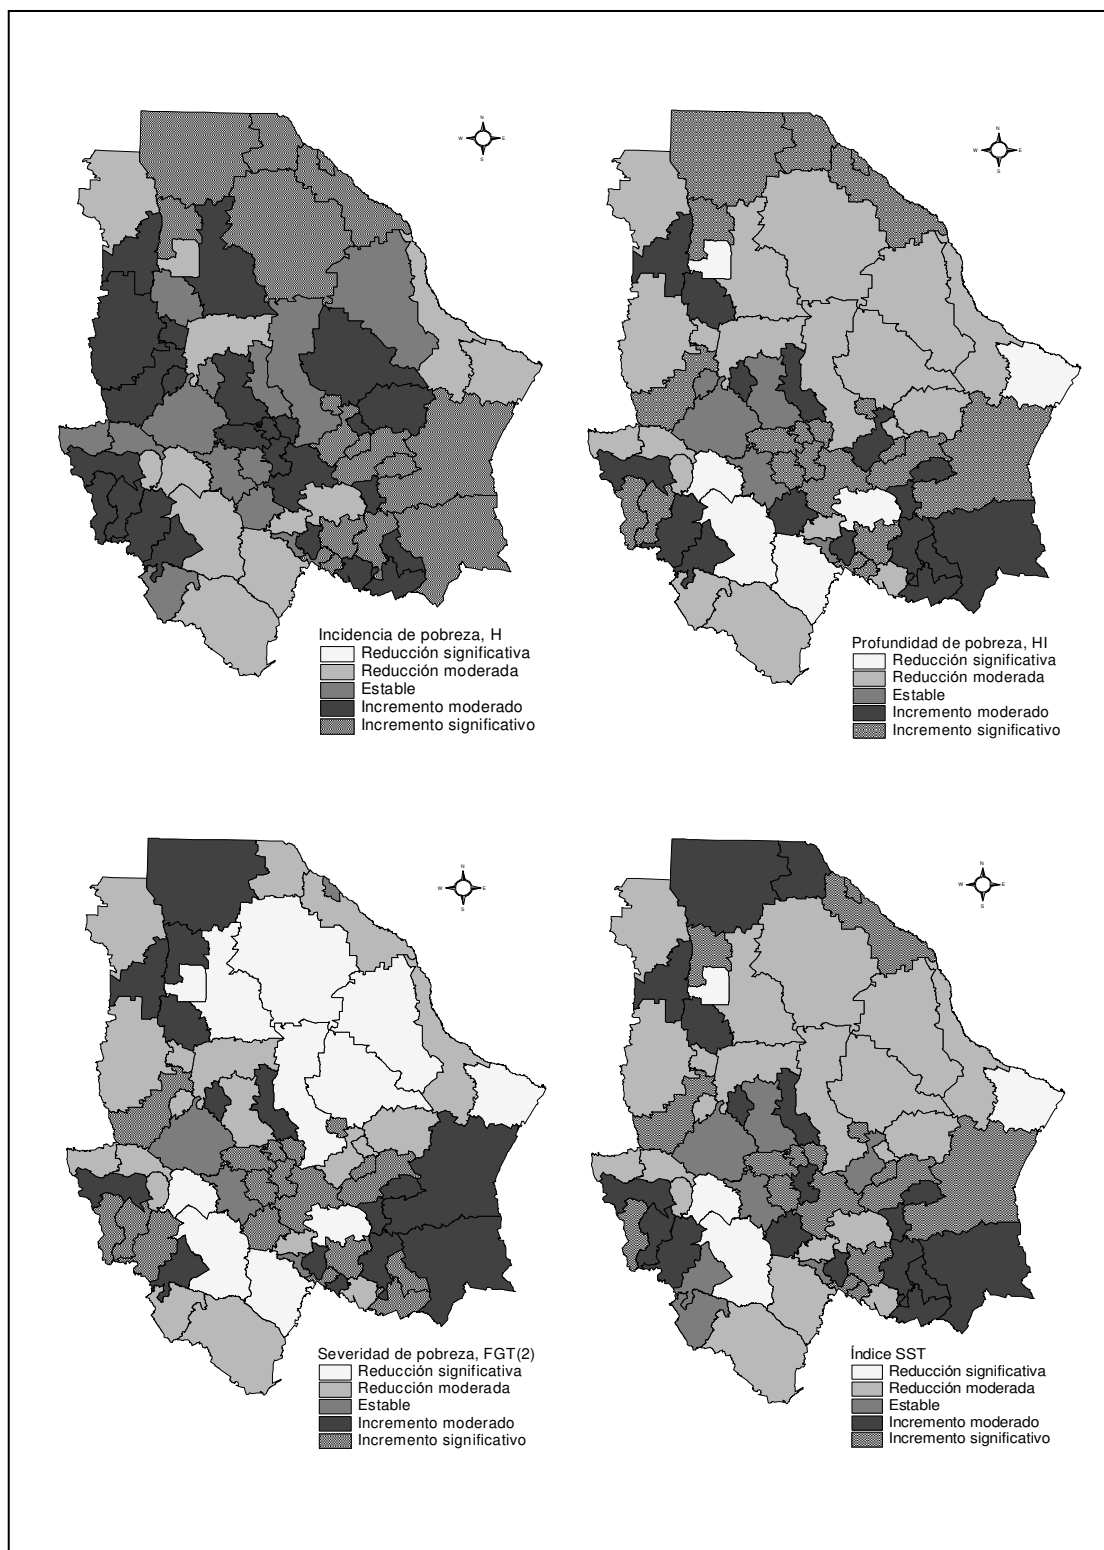 N
W E
S
N
W E
S
Incidencia de pobreza, H
Reducción significativa
Reducción moderada
Estable
Incremento moderado
Incremento significativo
Profundidad de pobreza, HI
Reducción significativa
Reducción moderada
Estable
Incremento moderado
Incremento significativo
N
W E
S
N
W E
S
Severidad de pobreza, FGT(2)
Reducción significativa
Reducción moderada
Estable
Incremento moderado
Incremento significativo
Índice SST
Reducción significativa
Reducción moderada
Estable
Incremento moderado
Incremento significativo